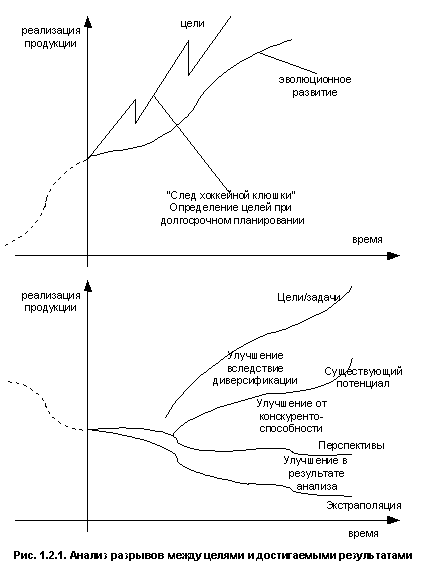 реализация
продукции
цели
эволюционное
развитие
"След хоккейной клюшки"
Определение целей при
долгосрочном планировании
время
реализация
продукции
Цели/задачи
Улучшение
вследствие
диверсификации
Существующий
потенциал
Улучшение от
конскуренто-
способности
Перспективы
Улучшение в
результате
анализа
Экстраполяция
время
Рис. 1.2.1. Анализ разрывов между целями и достигаемыми результатами